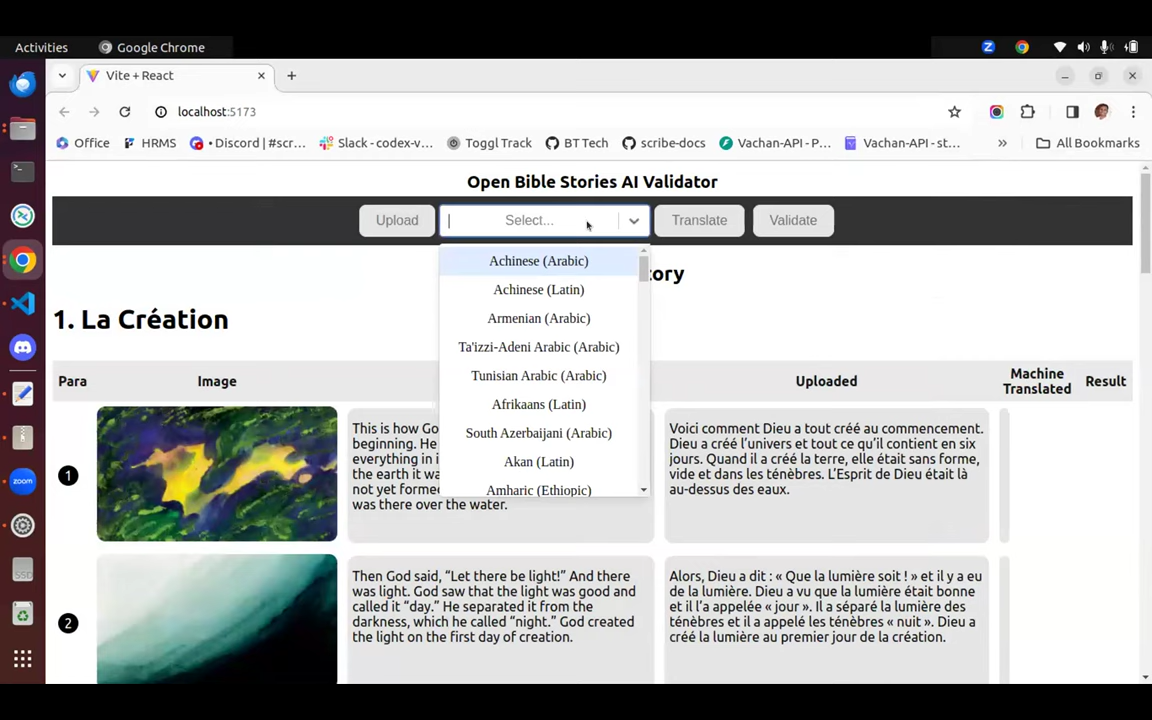 Activities
Google Chrome
Z
Vite + React
localhost:5173
Office
HRMS
• Discord | #scr...
Slack - codex-v...
Toggl Track
BT Tech
scribe-docs
Vachan-API - P...
Vachan-API - st...
»
All Bookmarks
Open Bible Stories AI Validator
Upload
Select...
Translate
Validate
Achinese (Arabic)
Achinese (Latin)
Armenian (Arabic)
Ta'izzi-Adeni Arabic (Arabic)
Tunisian Arabic (Arabic)
Afrikaans (Latin)
South Azerbaijani (Arabic)
Akan (Latin)
Amharic (Ethiopic)
tory
1. La Création
Para
Image
Uploaded
Machine
Translated
Result
1
This is how Go
beginning. He
everything in i
the earth it wa
not yet forme
was there over the water.
Voici comment Dieu a tout créé au commencement.
Dieu a créé l'univers et tout ce qu'il contient en six
jours. Quand il a créé la terre, elle était sans forme,
vide et dans les ténèbres. L'Esprit de Dieu était là
au-dessus des eaux.
2
Then God said, "Let there be light!" And there
was light. God saw that the light was good and
called it "day." He separated it from the
darkness, which he called "night." God created
the light on the first day of creation.
Alors, Dieu a dit : « Que la lumière soit ! » et il y a eu
de la lumière. Dieu a vu que la lumière était bonne
et il l'a appelée « jour ». Il a séparé la lumière des
ténèbres et il a appelé les ténèbres « nuit ». Dieu a
créé la lumière au premier jour de la création.
zoom
SSD